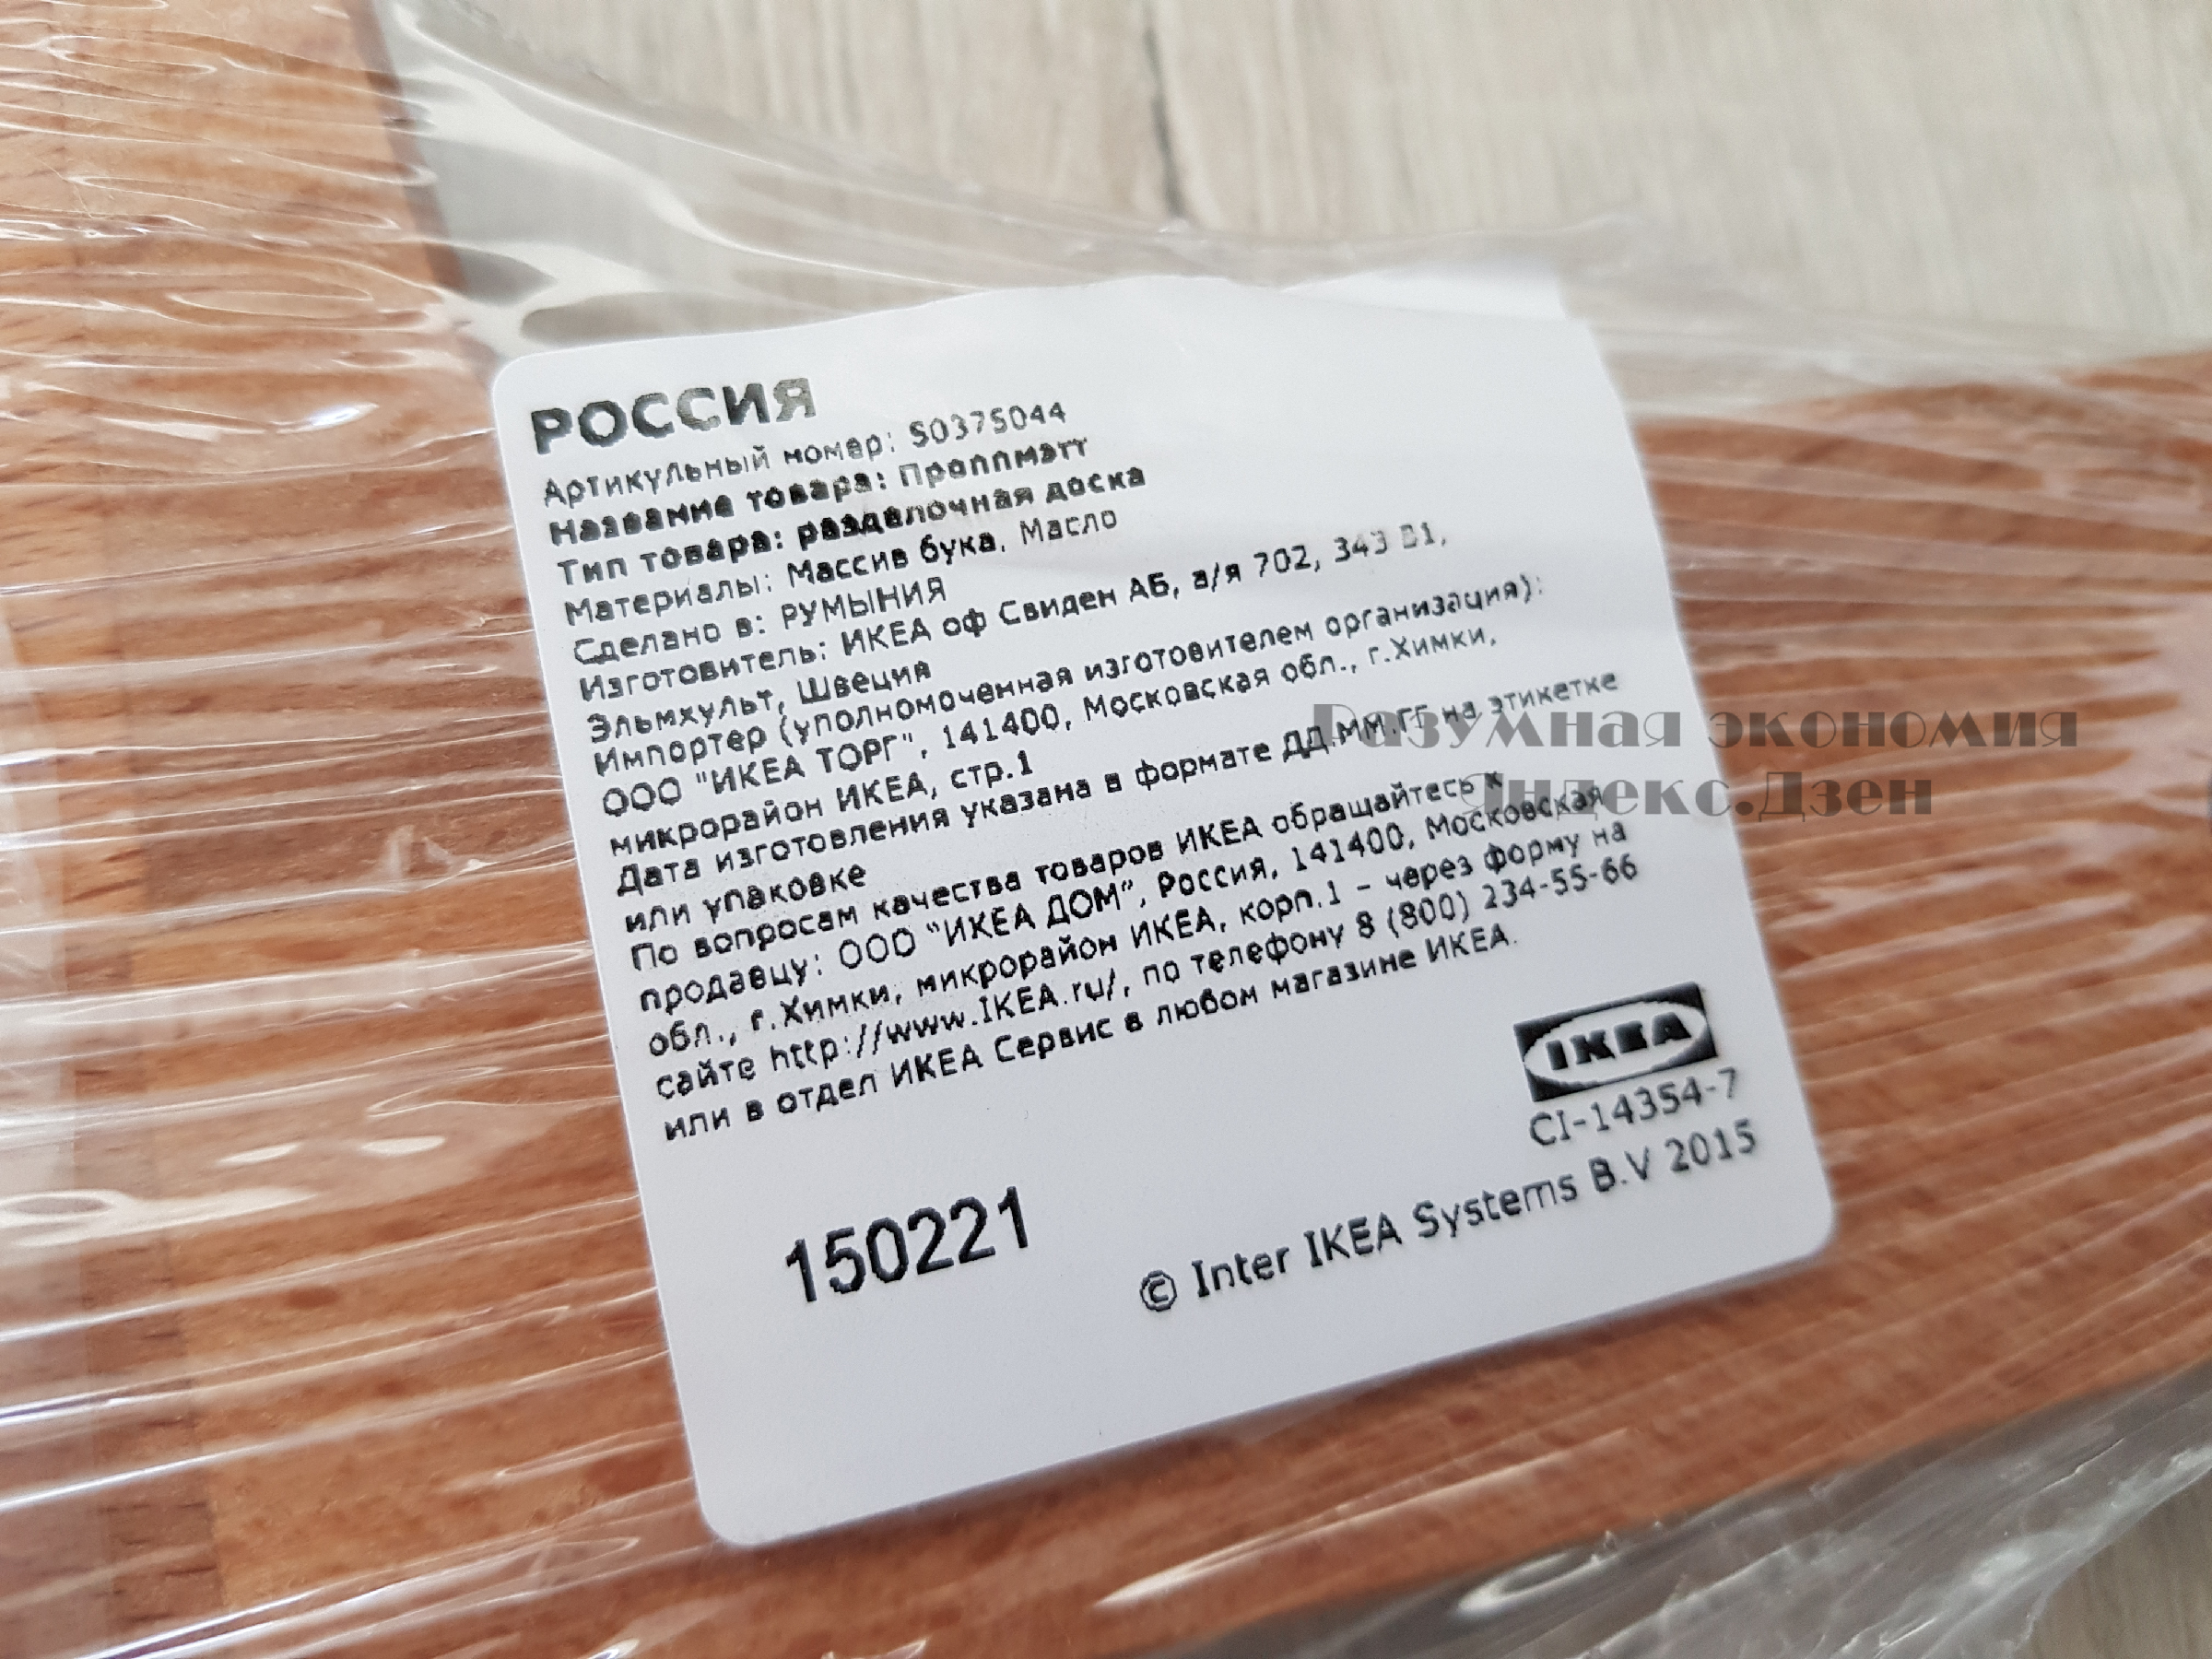 РОССИЯ
Артикульный номер: S0375044
Название товара: Проппмэтт
Тип товара: разделочная доска
Материалы: Массив бука, Масло
Сделано в: РУМЫНИЯ
Изготовитель: ИКЕА оф Свиден АБ, а/я 702, 343 81,
Эльмхульт, Швеция
Импортер (уполномоченная изготовителем организация):
ООО "ИКЕА ТОРГ", 141400, Московская обл., г.Химки,
микрорайон ИКЕА, стр.1
Дата изготовления указана в формате ДД.ММ.ГГ на этикетке
или упаковке
По вопросам качества товаров ИКЕА обращайтесь к
продавцу: ООО "ИКЕА ДОМ", Россия, 141400, Московская
обл., г.Химки, микрорайон ИКЕА, корп.1 - через форму на
сайте http://www.IKEA.ru/, по телефону 8 (800) 234-55-66
или в отдел ИКЕА Сервис в любом магазине ИКЕА.
IKEA
CI-14354-7
150221
© Inter IKEA Systems B.V 2015
Разумная экономия
Яндекс.Дзен